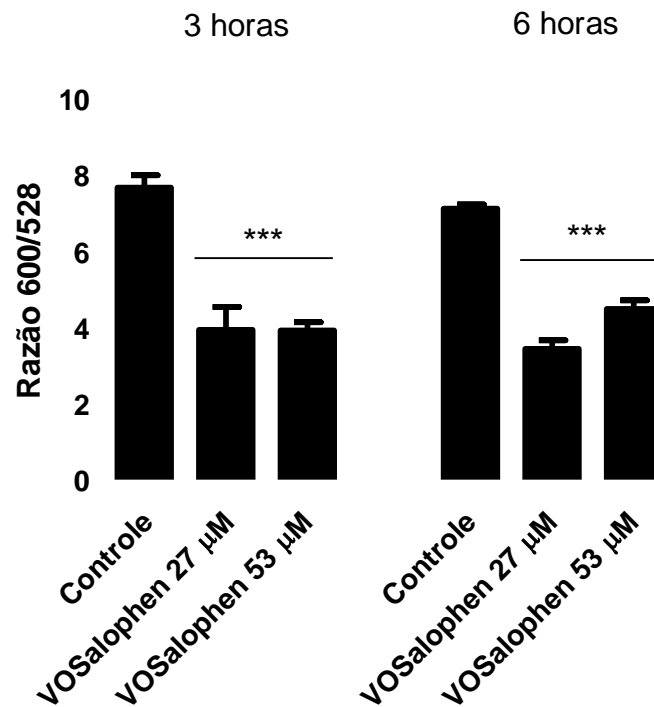 3 horas
6 horas
Razão 600/528
10
8
6
4
2
0
***
***
Controle
VOSalophen 27 µM
VOSalophen 53 µM
Controle
VOSalophen 27 µM
VOSalophen 53 µM